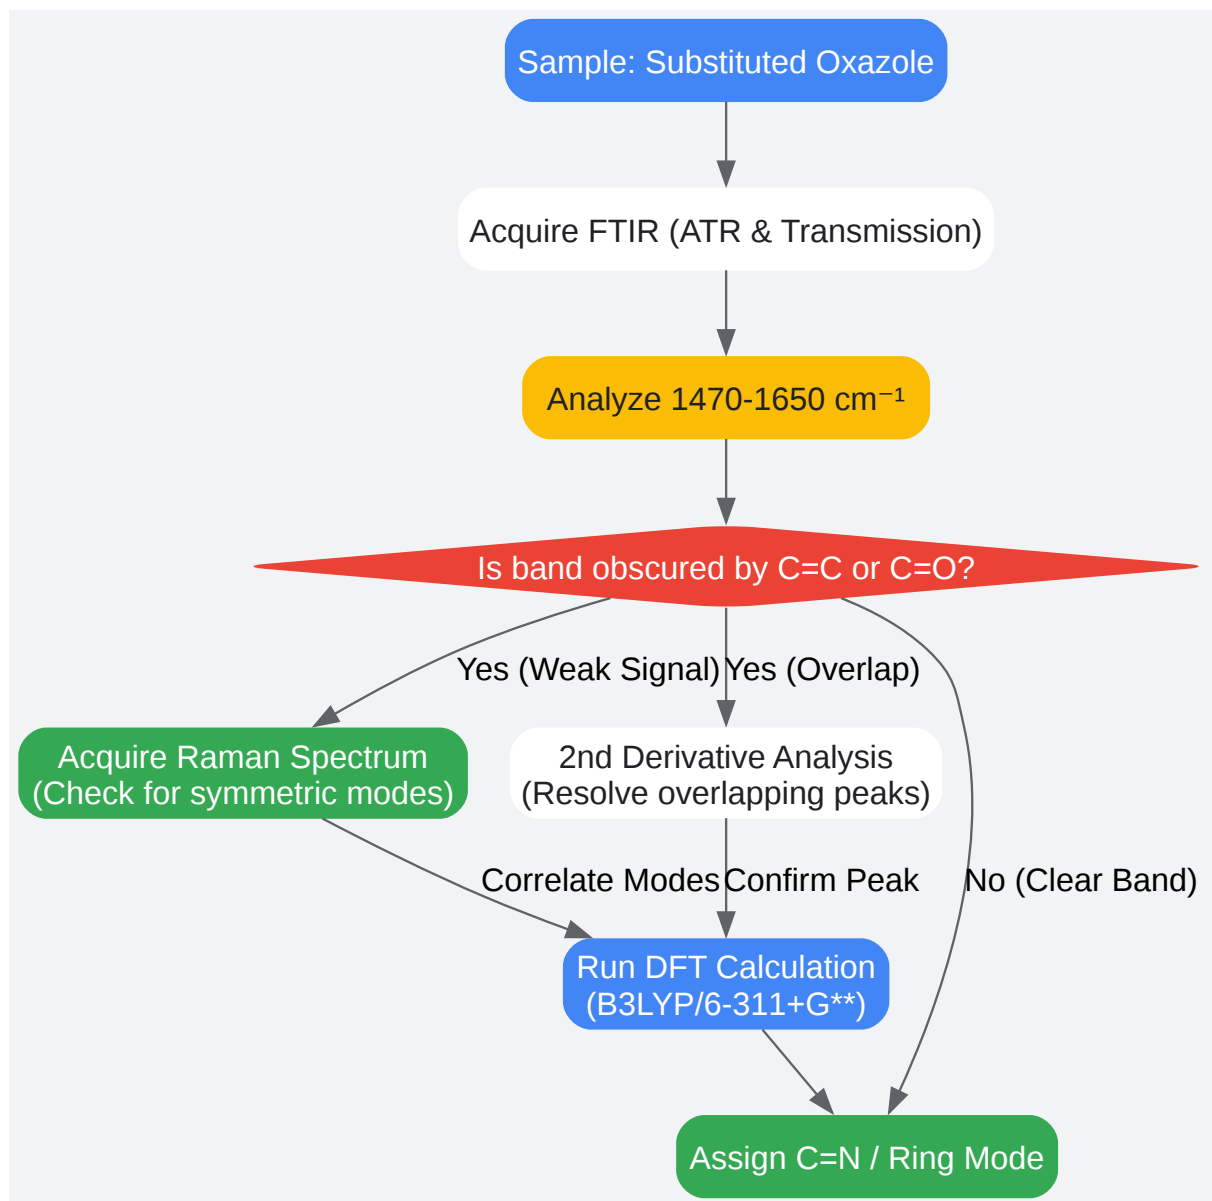 Sample: Substituted Oxazole
Acquire FTIR (ATR & Transmission)
Analyze 1470-1650 cm⁻¹
Is band obscured by C=C or C=O?
Yes (Weak Signal)
Yes (Overlap)
Acquire Raman Spectrum
(Check for symmetric modes)
2nd Derivative Analysis
(Resolve overlapping peaks)
Correlate Modes
Confirm Peak
No (Clear Band)
Run DFT Calculation
(B3LYP/6-311+G**)
Assign C=N / Ring Mode